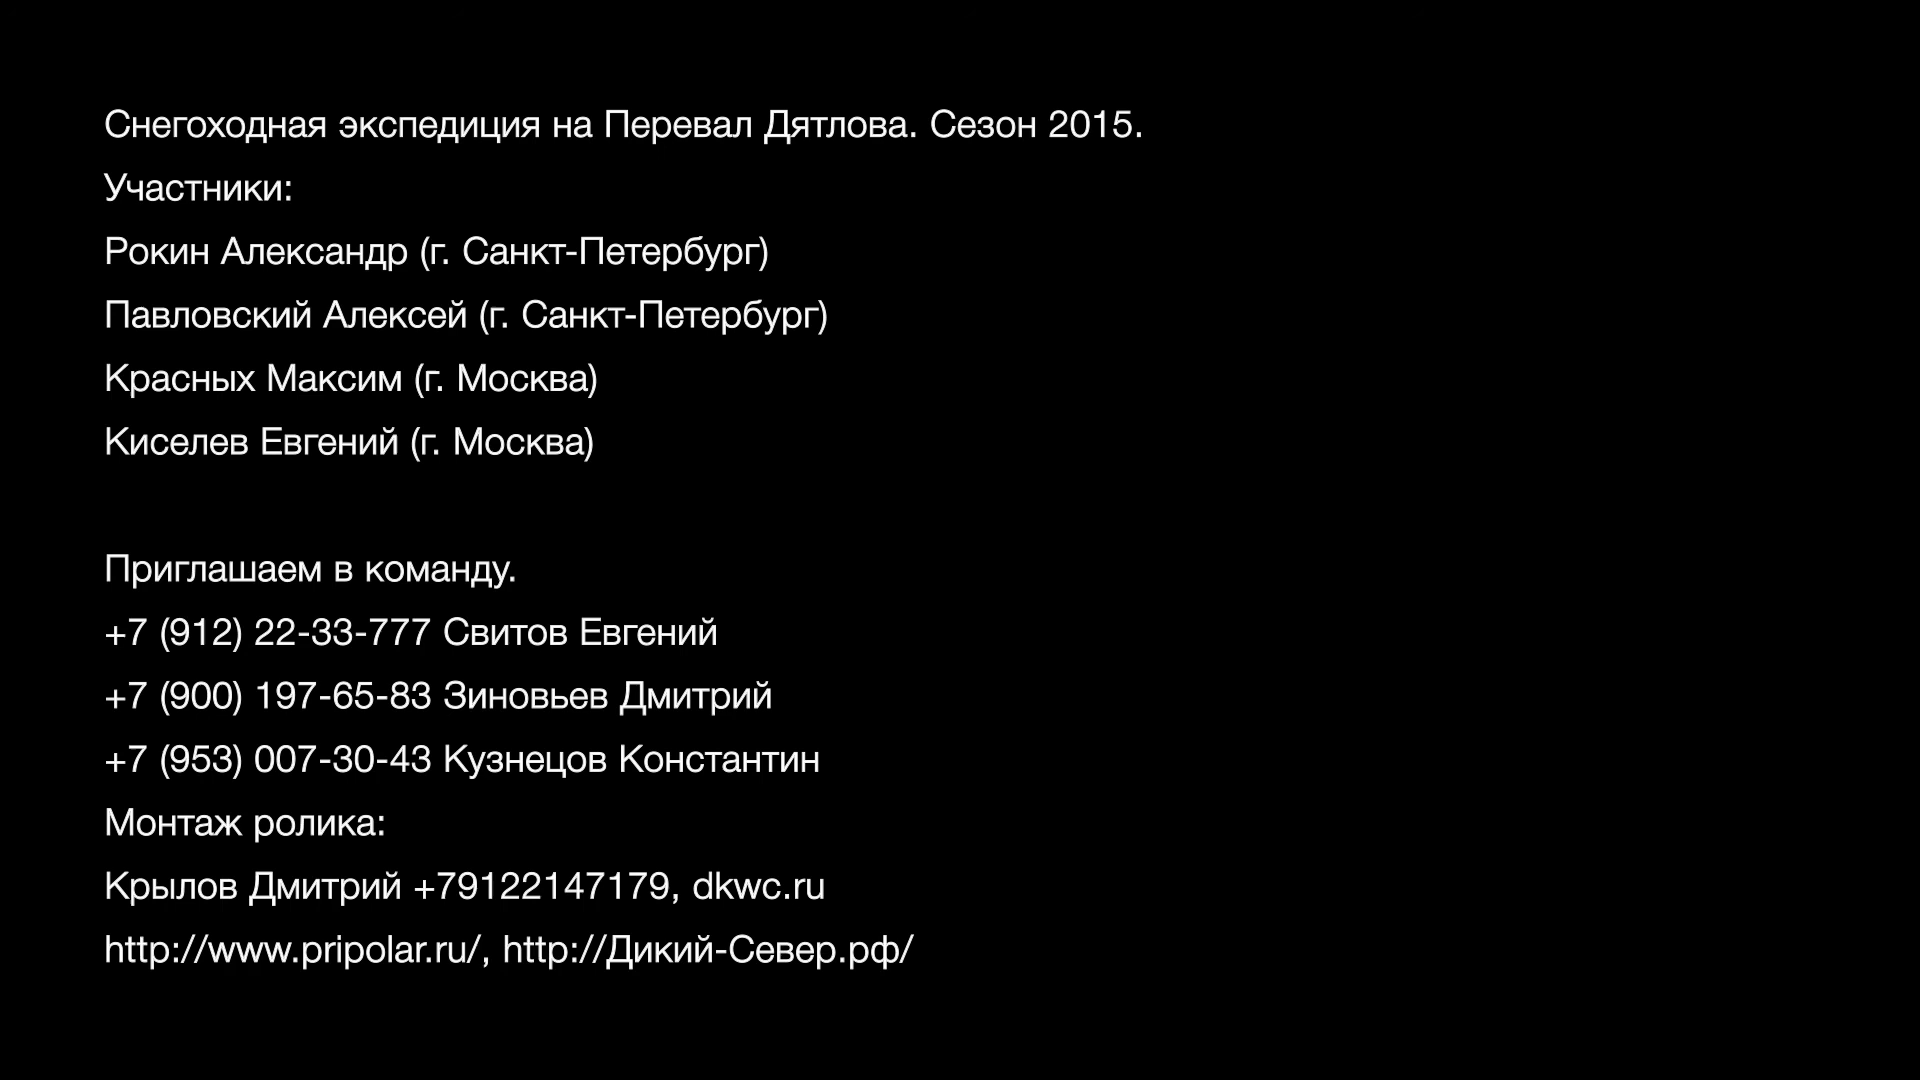 Снегоходная экспедиция на Перевал Дятлова. Сезон 2015.
Участники:
Рокин Александр (г. Санкт-Петербург)
Павловский Алексей (г. Санкт-Петербург)
Красных Максим (г. Москва)
Киселев Евгений (г. Москва)
Приглашаем в команду.
+7 (912) 22-33-777 Свитов Евгений
+7 (900) 197-65-83 Зиновьев Дмитрий
+7 (953) 007-30-43 Кузнецов Константин
Монтаж ролика:
Крылов Дмитрий +79122147179, dkwc.ru
http://www.pripolar.ru/, http://Дикий-Север.рф/